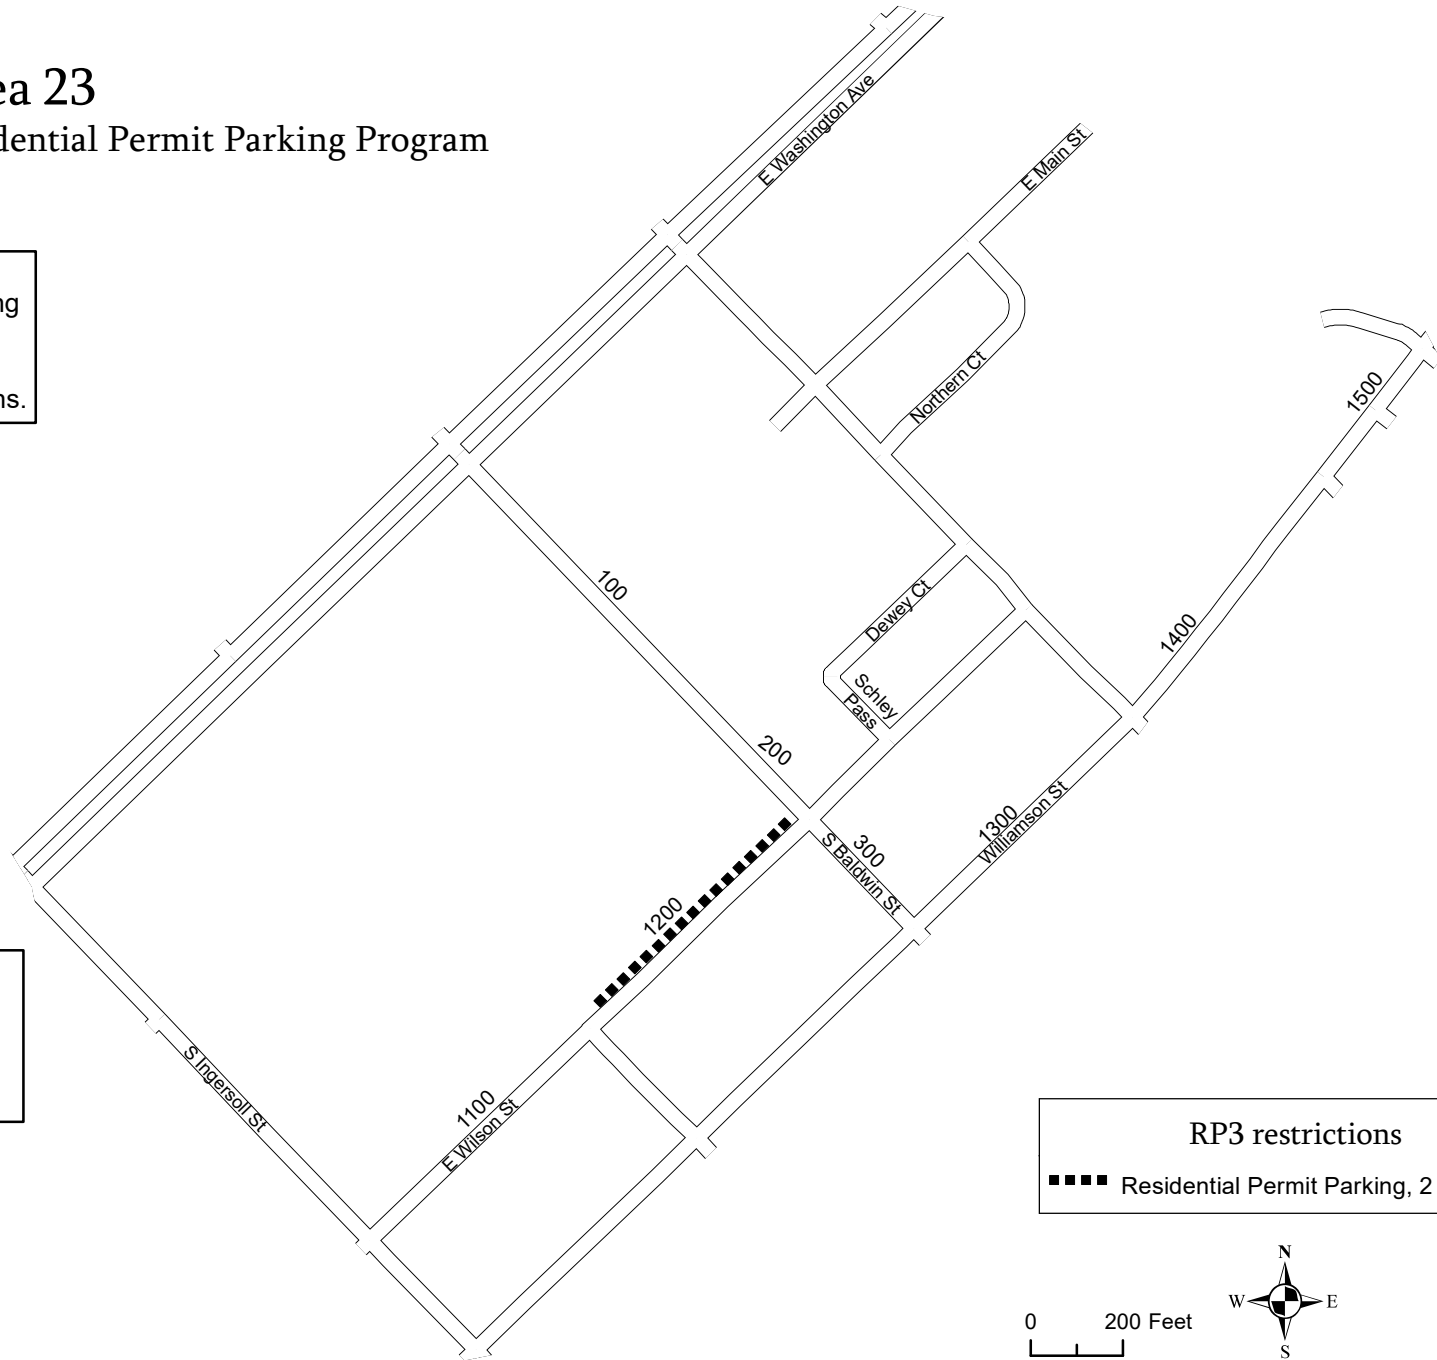 ea 23
dential Permit Parking Program
ng
ns.
E Washington Ave
E Main St
Northern Ct
1500
100
Dewey Ct
1400
Schley
Pass
200
300
S Baldwin St
1300
Williamson St
1200
1100
E Wilson St
S Ingersoll St
RP3 restrictions
Residential Permit Parking, 2
N
W
E
S
0
200 Feet